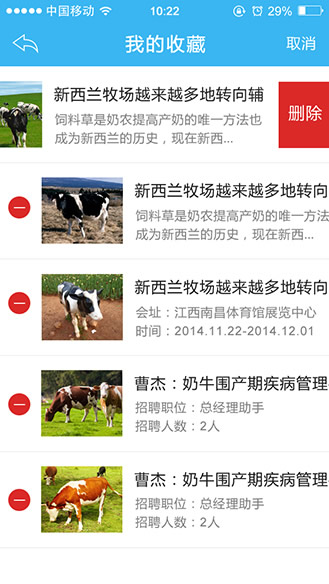 中国移动 10:22 29%
我的收藏 取消
新西兰牧场越来越多地转向辅
饲料草是奶农提高产奶的唯一方法也
成为新西兰的历史，现在新西...
删除
新西兰牧场越来越多地转向
饲料草是奶农提高产奶的唯一方法
成为新西兰的历史，现在新西...
新西兰牧场越来越多地转向
会址：江西南昌体育馆展览中心
时间：2014.11.22-2014.12.01
曹杰：奶牛围产期疾病管理
招聘职位：总经理助手
招聘人数：2人
曹杰：奶牛围产期疾病管理
招聘职位：总经理助手
招聘人数：2人